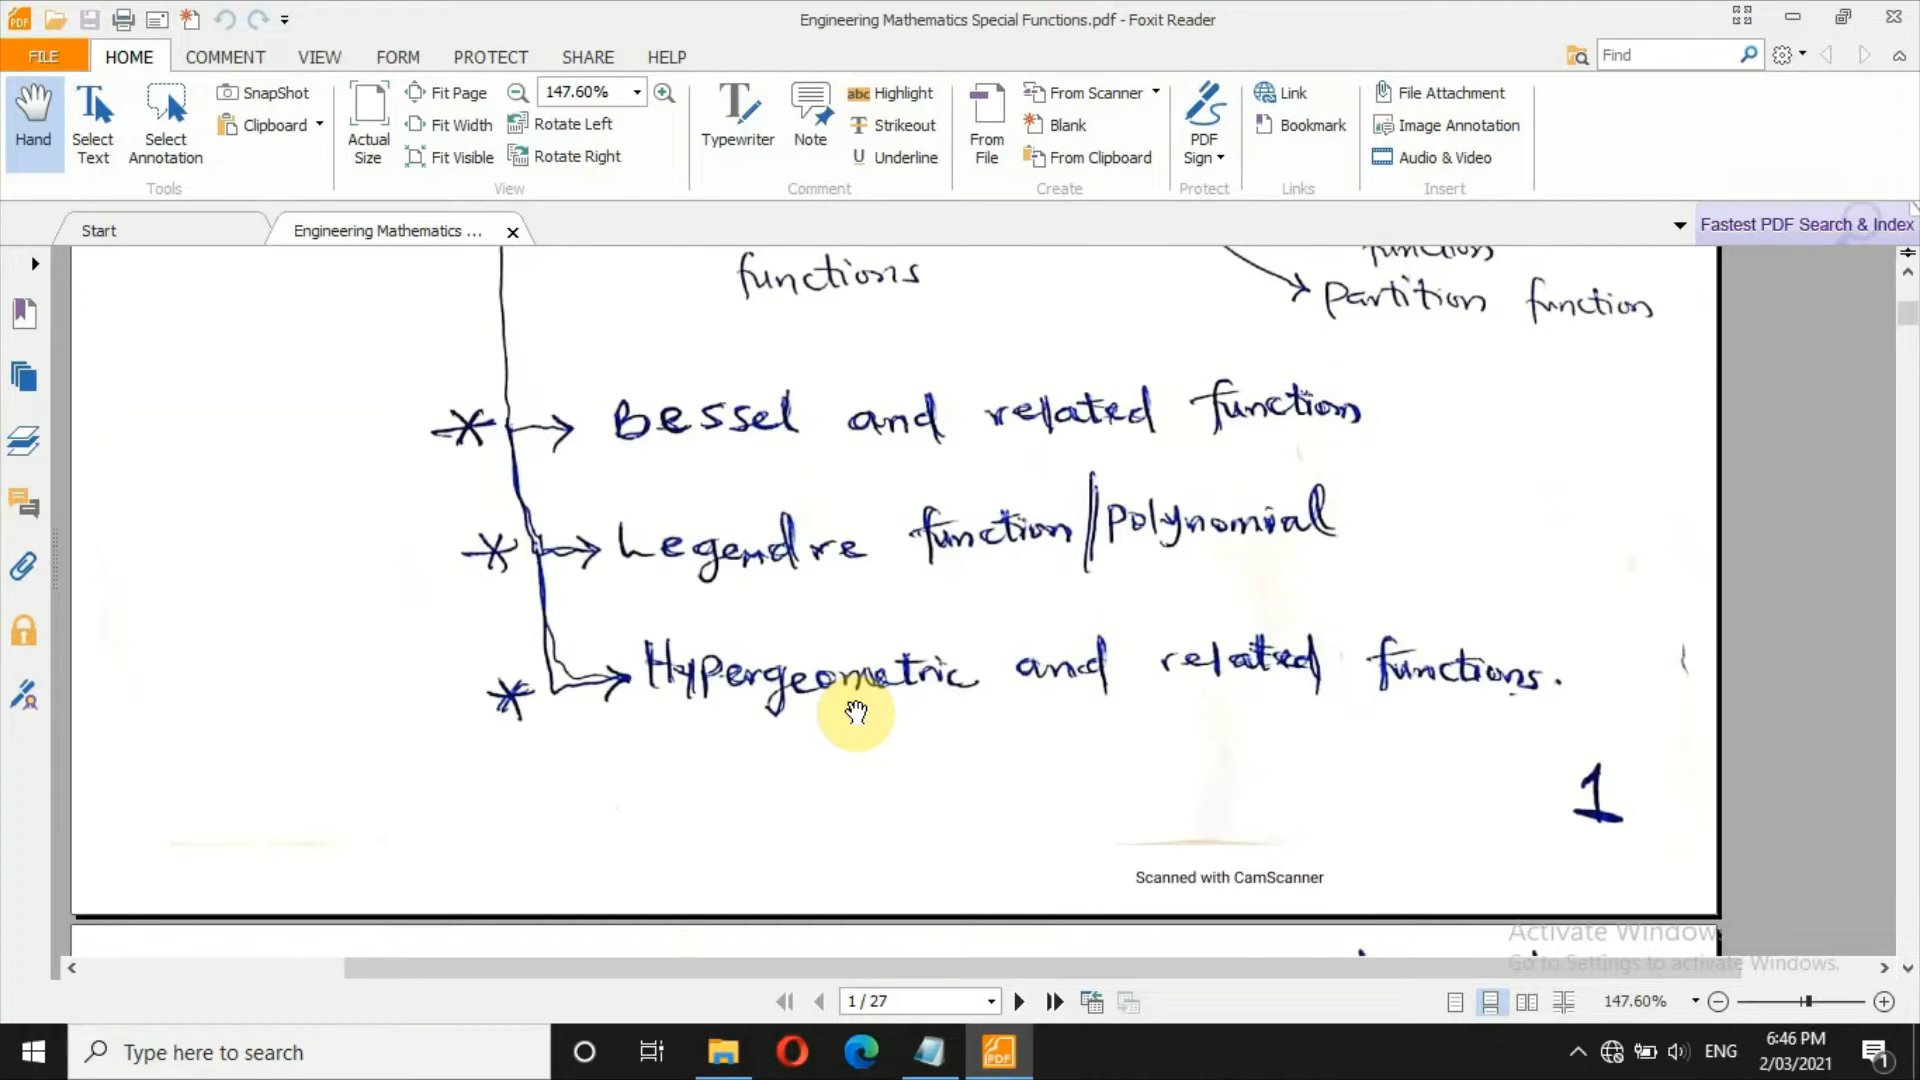 Engineering Mathematics Special Functions.pdf - Foxit Reader
FILE HOME COMMENT VIEW FORM PROTECT SHARE HELP
Find
Hand
Select Text
Select Annotation
SnapShot
Clipboard
Tools
Actual Size
Fit Page
Fit Width
Fit Visible
147.60%
Rotate Left
Rotate Right
View
Typewriter
Note
Highlight
Strikeout
Underline
Comment
From File
From Scanner
Blank
From Clipboard
Create
PDF Sign
Protect
Link
Bookmark
Links
File Attachment
Image Annotation
Audio & Video
Insert
Start
Engineering Mathematics ...
Fastest PDF Search & Index
function
functions
Partition function
* → Bessel and related function
* → Legendre function/polynomial
* → Hypergeometric and related functions.
1
Scanned with CamScanner
Activate Windows
Go to Settings to activate Windows.
1 / 27
147.60%
Type here to search
ENG
6:46 PM
2/03/2021
1